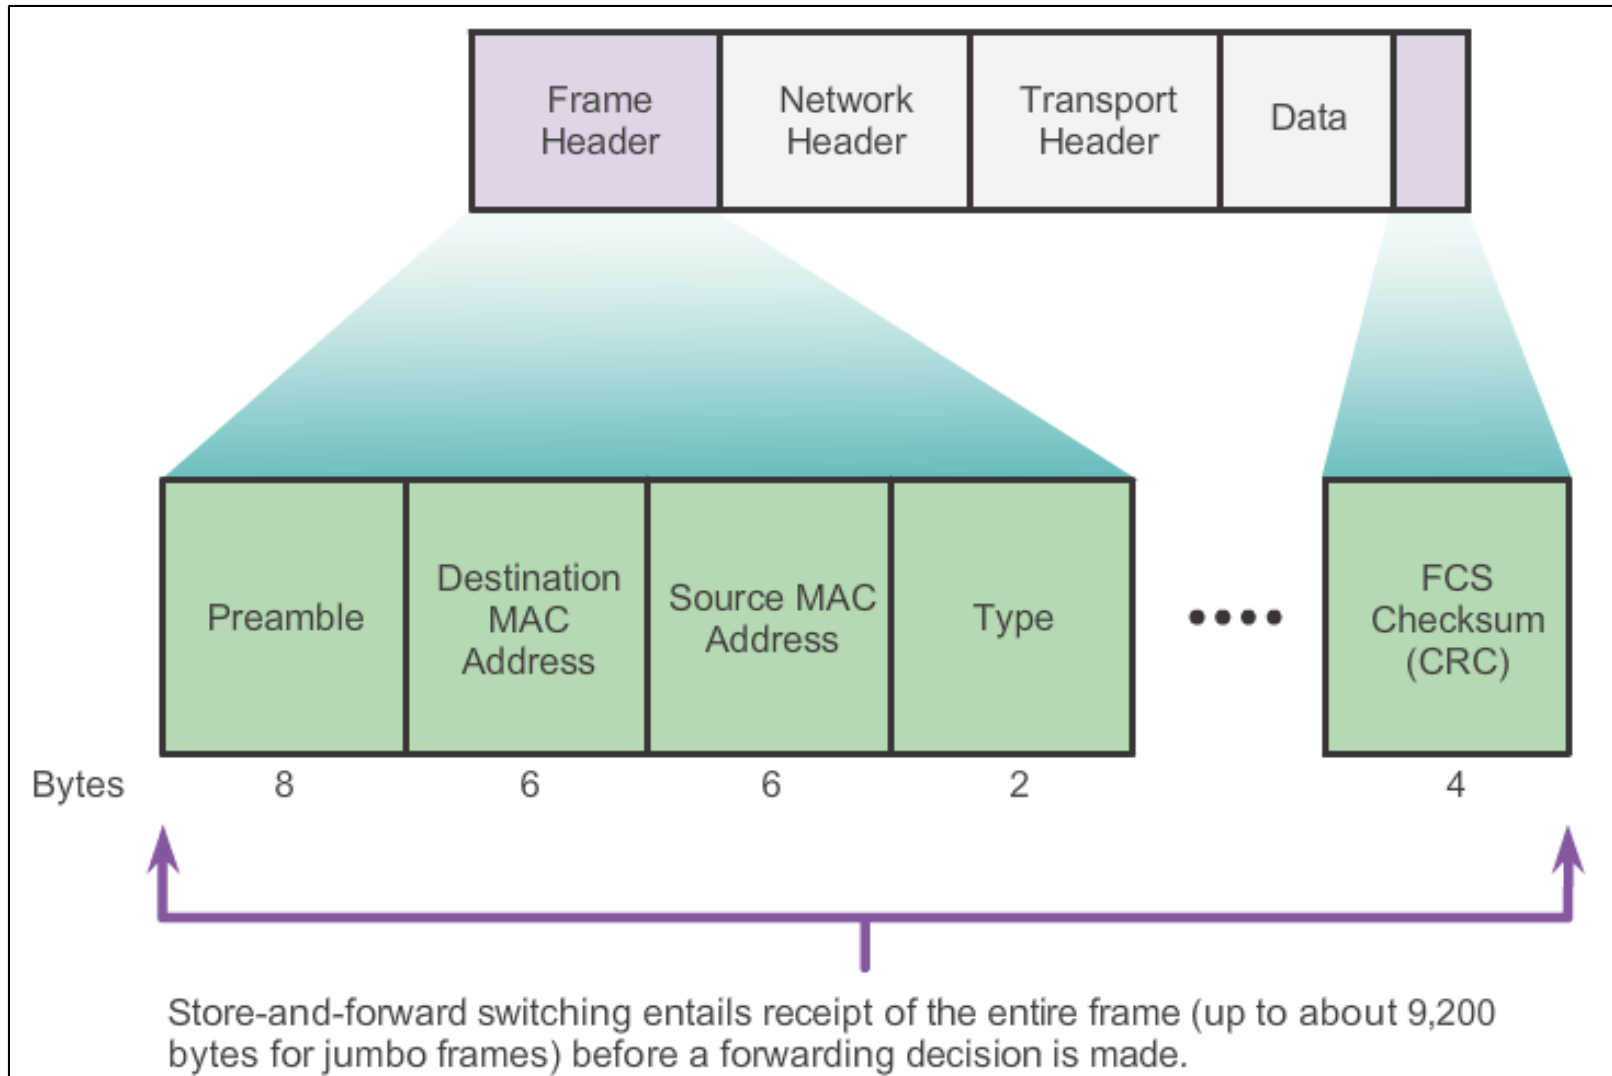 Frame
Header
Network
Header
Transport
Header
Data
Preamble
Destination
MAC
Address
Source MAC
Address
Type
FCS
Checksum
(CRC)
Bytes 8 6 6 2 4
Store-and-forward switching entails receipt of the entire frame (up to about 9,200
bytes for jumbo frames) before a forwarding decision is made.